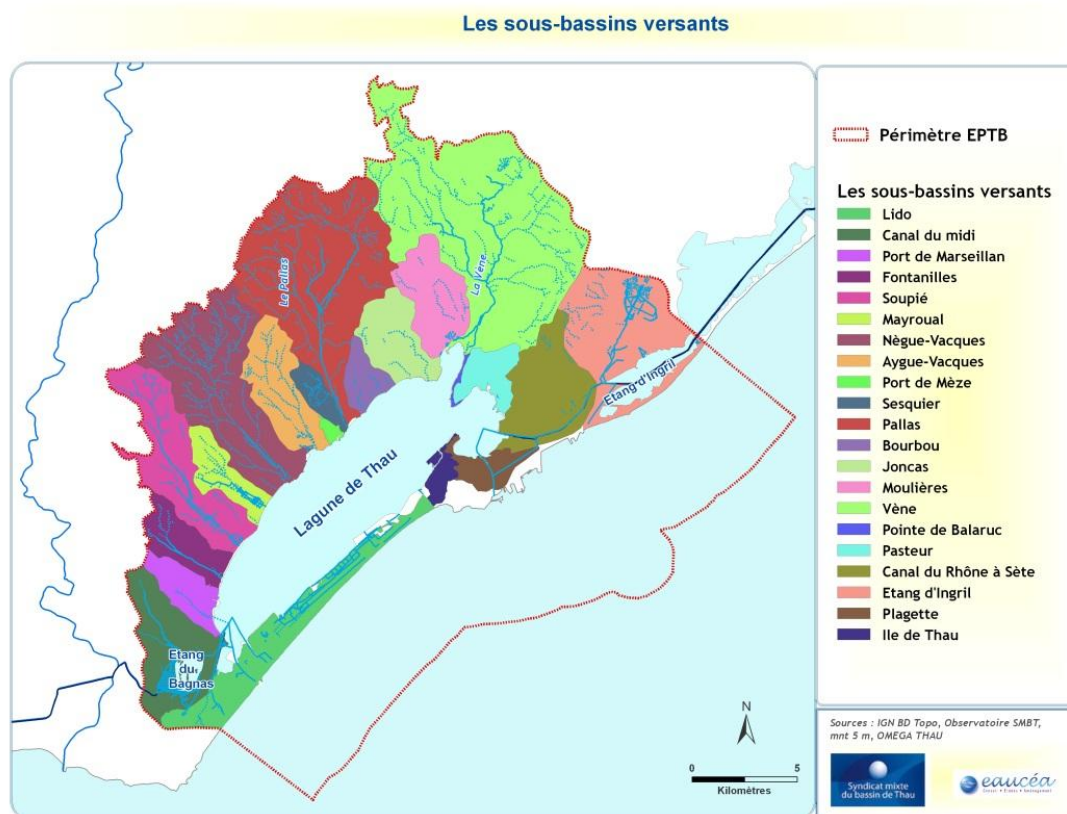 Les sous-bassins versants
Le Pallas
La Vène
Etang d'Ingril
Lagune de Thau
Etang
du
Bagnas
N
0 5
Kilomètres
Périmètre EPTB
Les sous-bassins versants
Lido
Canal du midi
Port de Marseillan
Fontanilles
Soupié
Mayroual
Nègue-Vacques
Aygue-Vacques
Port de Mèze
Sesquier
Pallas
Bourbou
Joncas
Moulières
Vène
Pointe de Balaruc
Pasteur
Canal du Rhône à Sète
Etang d'Ingril
Plagette
Ile de Thau
Sources : IGN BD Topo, Observatoire SMBT,
mnt 5 m, OMEGA THAU
Syndicat mixte
du bassin de Thau
eaucéa